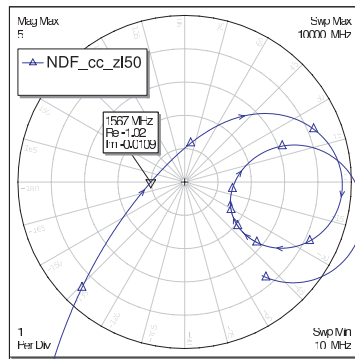 Mag Max
5
Swp Max
10000 MHz
NDF_cc_zl50
1567 MHz
Re -1.02
Im -0.0109
1
Per Div
Swp Min
10 MHz